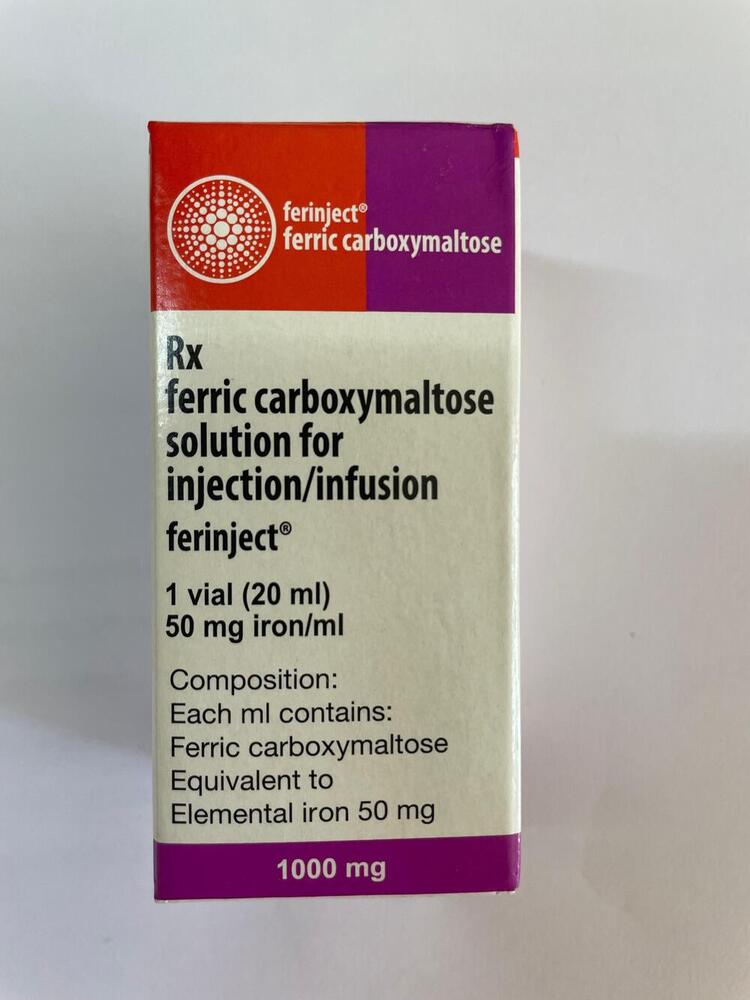 ferinject®
ferric carboxymaltose
Rx
ferric carboxymaltose
solution for
injection/infusion
ferinject®
1 vial (20 ml)
50 mg iron/ml
Composition:
Each ml contains:
Ferric carboxymaltose
Equivalent to
Elemental iron 50 mg
1000 mg